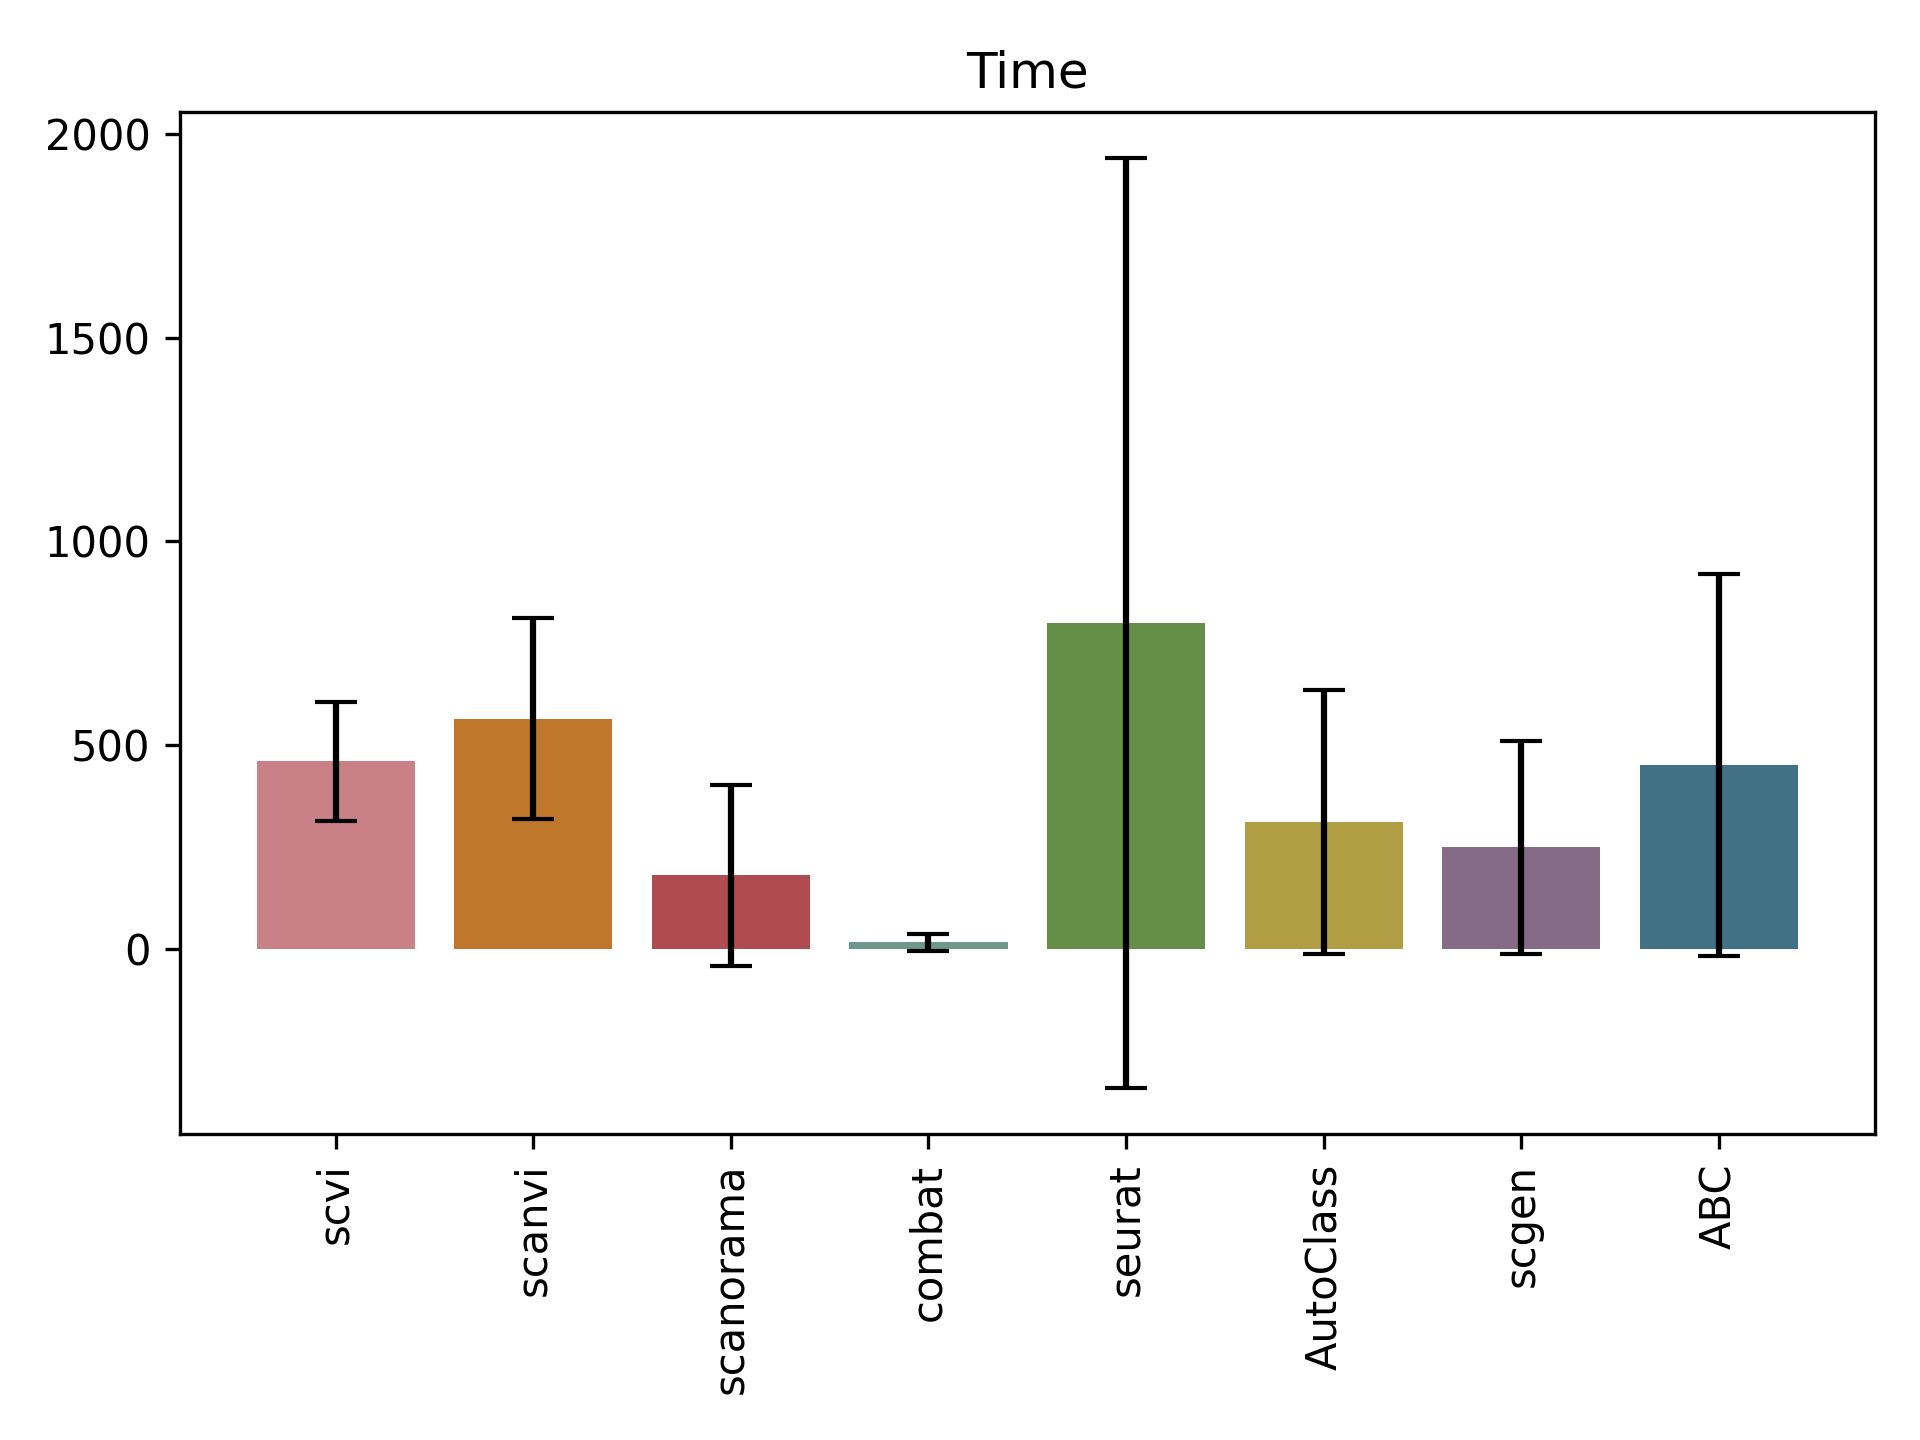 Time
2000
1500
1000
500
0
scvi
scanvi
scanorama
combat
seurat
AutoClass
scgen
ABC